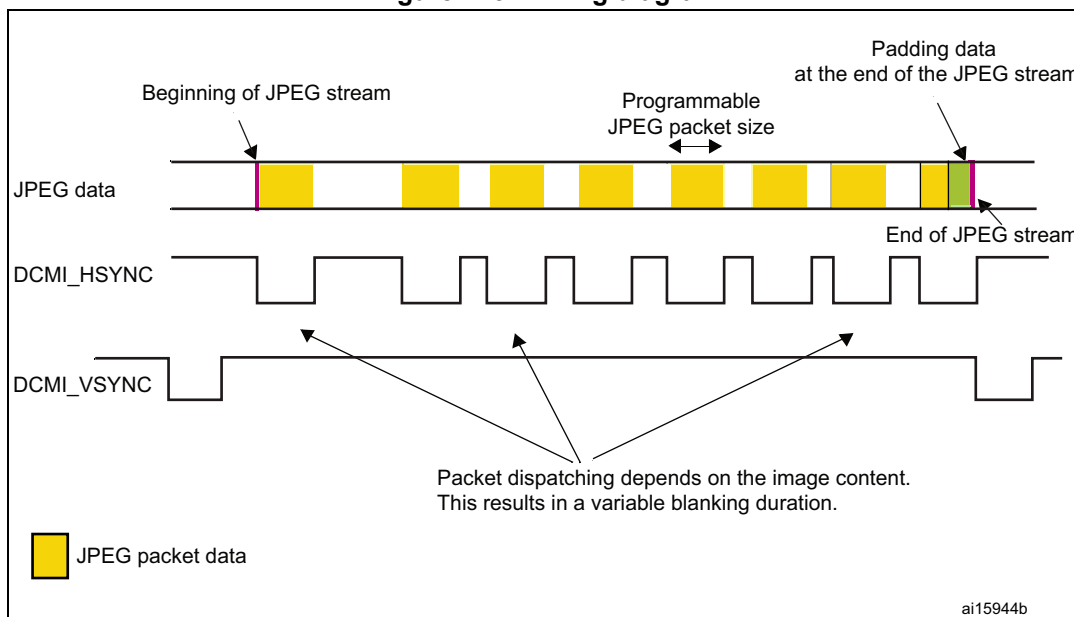 Padding data
at the end of the JPEG stream
Beginning of JPEG stream
Programmable
JPEG packet size
JPEG data
End of JPEG stream
DCMI_HSYNC
DCMI_VSYNC
Packet dispatching depends on the image content.
This results in a variable blanking duration.
JPEG packet data
ai15944b